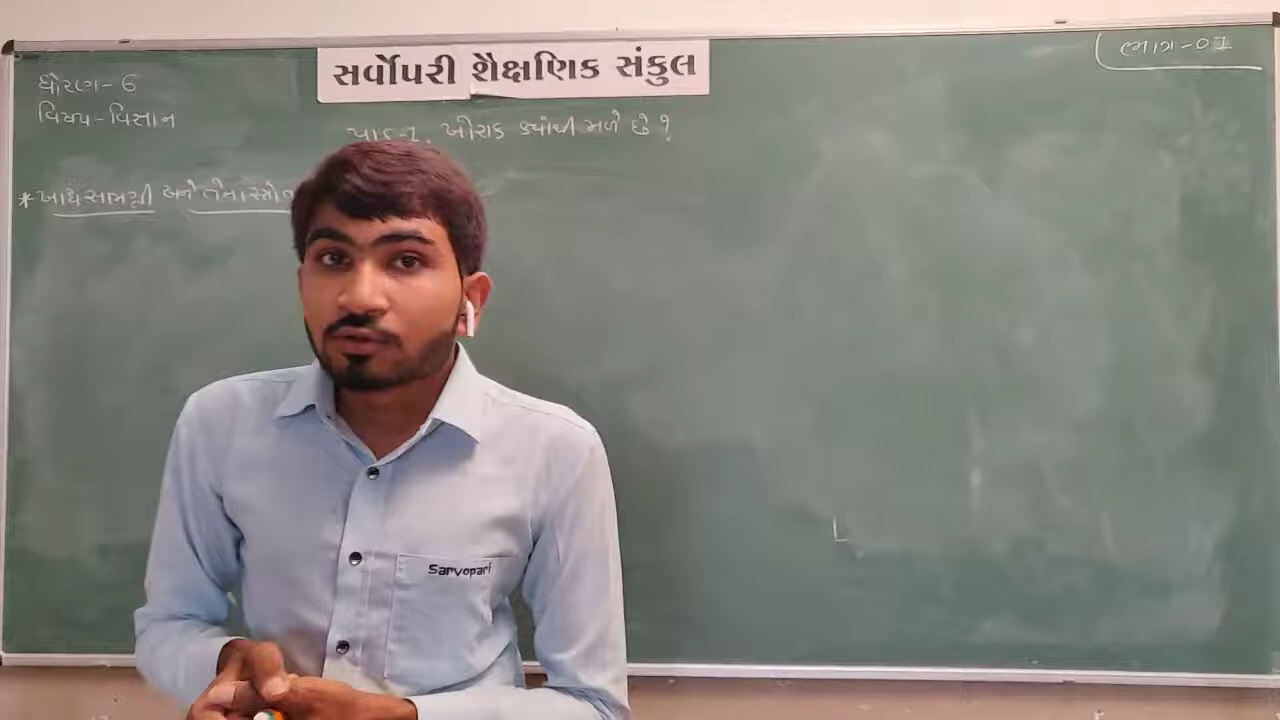 સર્વોપરી શૈક્ષણિક સંકુલ
ભાગ-01
ધોરણ-6
વિષય-વિજ્ઞાન
પાઠ-1. ખોરાક ક્યાંથી મળે છે ?
* ખાદ્યસામગ્રી અને તેના
Sarvopari